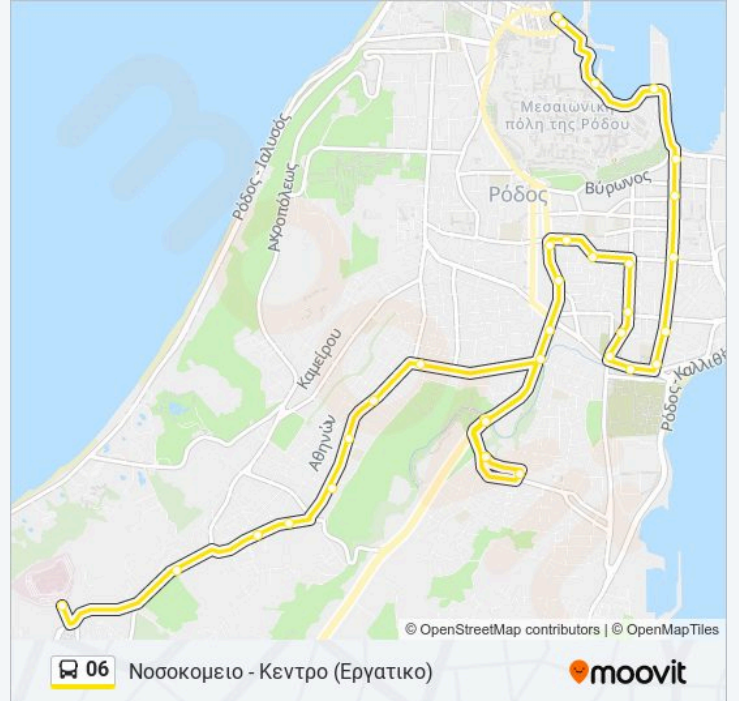 Μεσαιωνική
πόλη της Ρόδου
Ρόδος - Ιαλυσός
Ακροπόλεως
Βύρωνος
Ρόδος
Καμείρου
Αθηνών
Ρόδος - Καλλιθέ
© OpenStreetMap contributors | © OpenMapTiles
06 Νοσοκομειο - Κεντρο (Εργατικο)
moovit